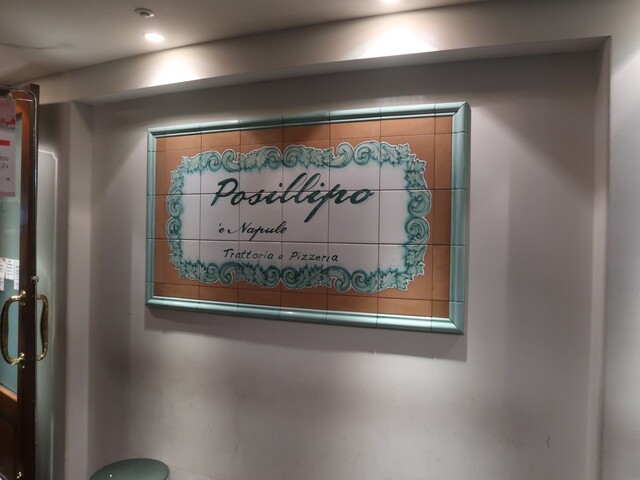 Posillipo
'e Napule
Trattoria e Pizzeria